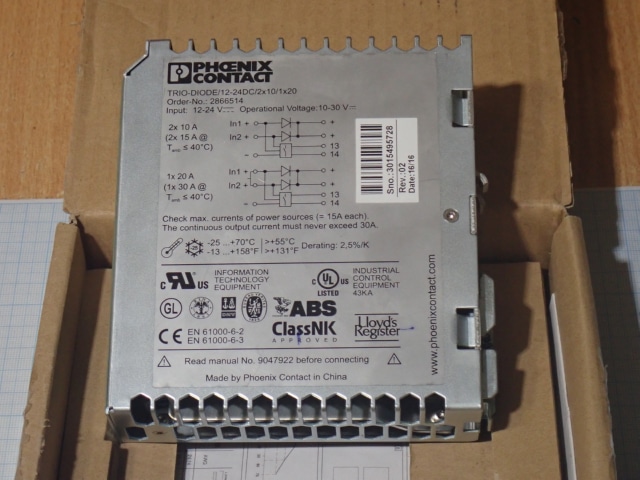 PHŒNIX
CONTACT
TRIO-DIODE/12-24DC/2x10/1x20
Order-No.: 2866514
Input: 12-24 V⎓ Operational Voltage: 10-30 V⎓
2x 10 A
(2x 15 A @
Tamb ≤ 40°C)
In1 + +
In2 + +
13
– 14
1x 20 A
(1x 30 A @
Tamb ≤ 40°C)
In1 + +
In2 + +
13
– 14
Sno.:3015495728
Rev.:02
Date:16/16
Check max. currents of power sources (= 15A each).
The continuous output current must never exceed 30A.
-25 ...+70°C >+55°C
-13 ...+158°F >+131°F
Derating: 2,5%/K
-25
c RU US
INFORMATION
TECHNOLOGY
EQUIPMENT
c UL US
LISTED
INDUSTRIAL
CONTROL
EQUIPMENT
43KA
GL
ABS
CE EN 61000-6-2
EN 61000-6-3
ClassNK
APPROVED
Lloyd's
Register
Read manual No. 9047922 before connecting
Made by Phoenix Contact in China
www.phoenixcontact.com